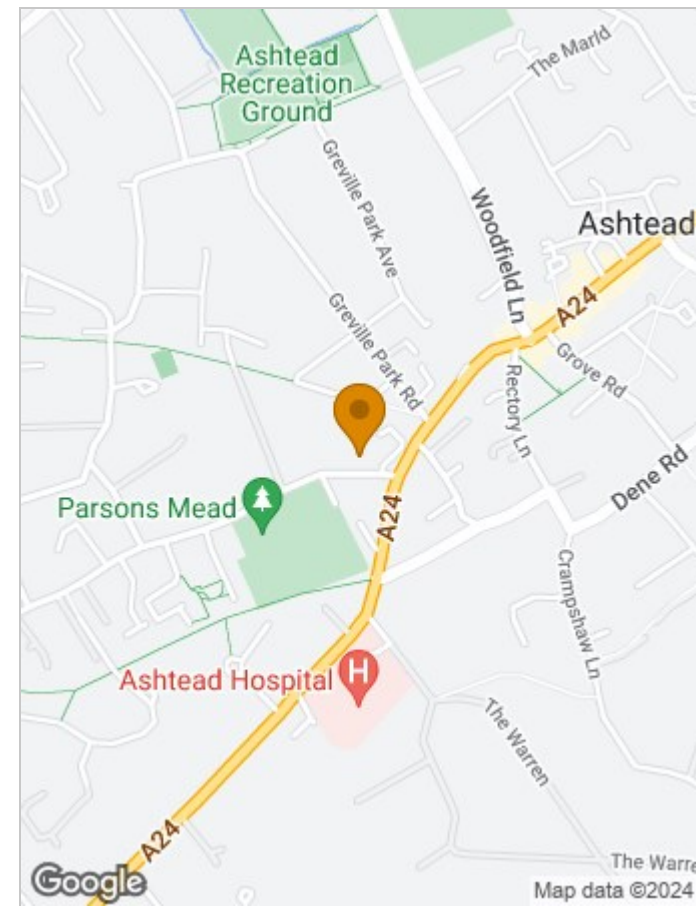 Ashtead
Recreation
Ground
The Marld
Greville Park Ave
Woodfield Ln
Ashtead
A24
Greville Park Rd
Grove Rd
Rectory Ln
Dene Rd
Parsons Mead
A24
Crampshaw Ln
Ashtead Hospital
H
The Warren
A24
The Warre
Google
Map data ©2024